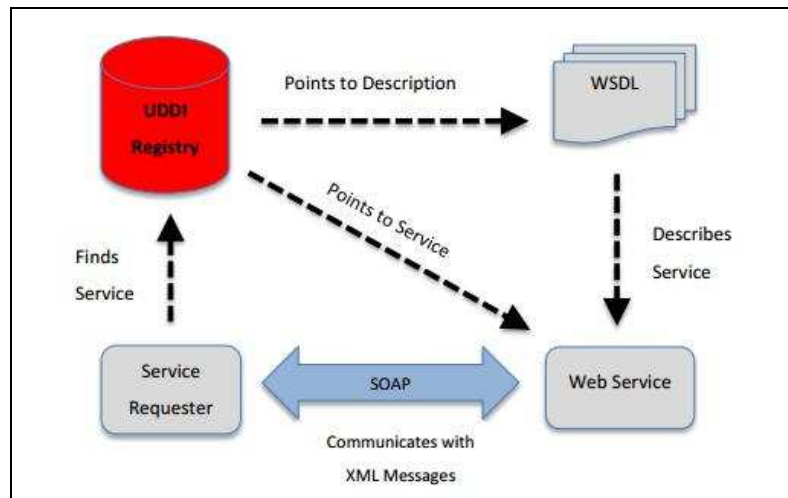 UDDI
Registry
Points to Description
WSDL
Points to Service
Finds
Service
Describes
Service
Service
Requester
SOAP
Web Service
Communicates with
XML Messages